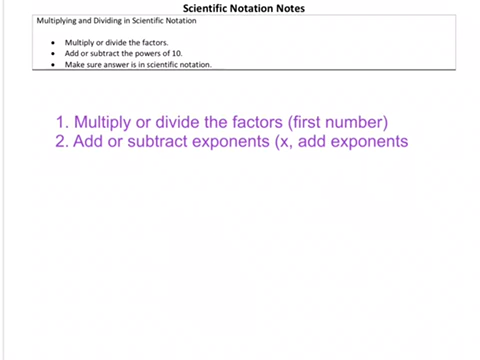 Scientific Notation Notes
Multiplying and Dividing in Scientific Notation
• Multiply or divide the factors.
• Add or subtract the powers of 10.
• Make sure answer is in scientific notation.
1. Multiply or divide the factors (first number)
2. Add or subtract exponents (x, add exponents